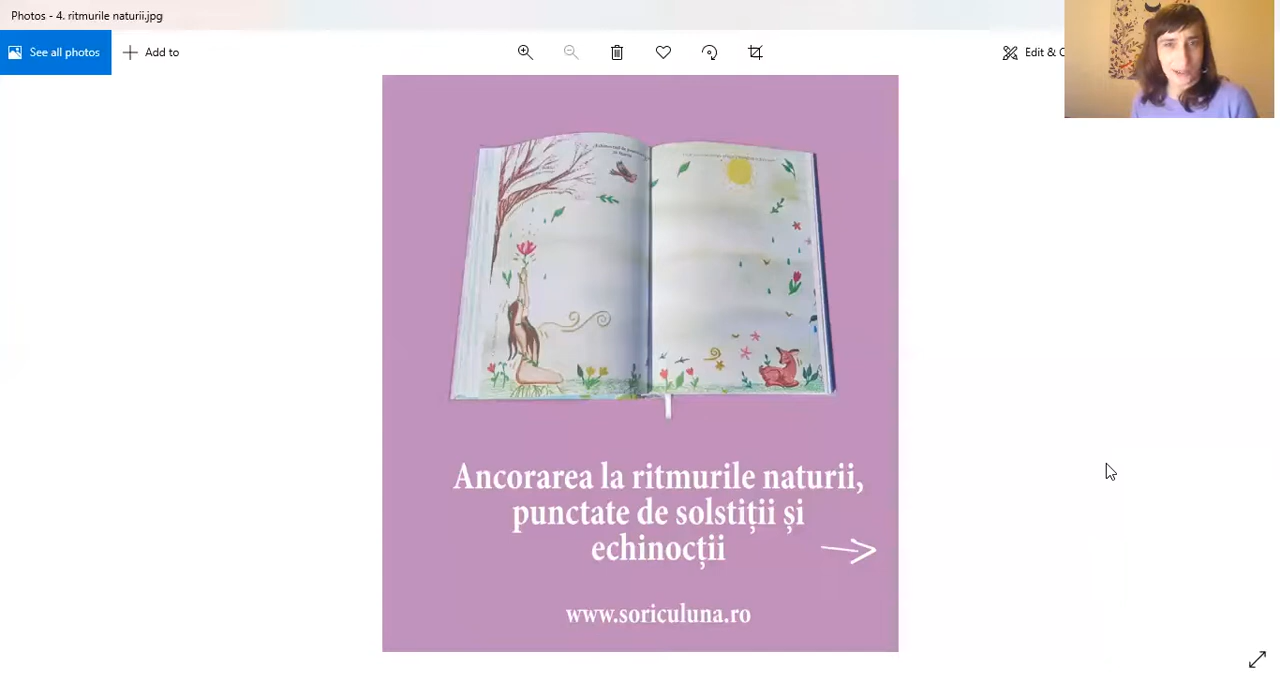 Photos - 4. ritmurile naturii.jpg
See all photos
Add to
Edit & C
Ancorarea la ritmurile naturii,
punctate de solstiții și
echinocții
www.soriculuna.ro